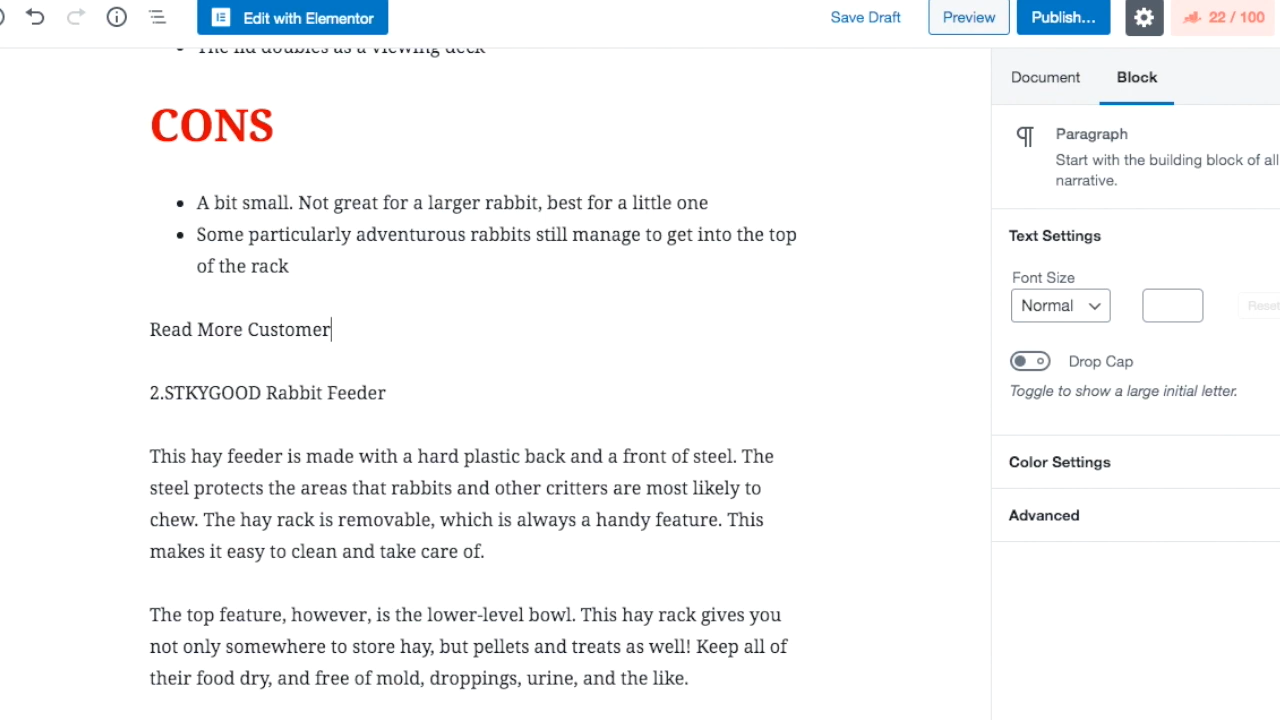 Edit with Elementor
Save Draft
Preview
Publish...
22 / 100
The lid doubles as a viewing deck
CONS
A bit small. Not great for a larger rabbit, best for a little one
Some particularly adventurous rabbits still manage to get into the top
of the rack
Read More Customer
2.STKYGOOD Rabbit Feeder
This hay feeder is made with a hard plastic back and a front of steel. The
steel protects the areas that rabbits and other critters are most likely to
chew. The hay rack is removable, which is always a handy feature. This
makes it easy to clean and take care of.
The top feature, however, is the lower-level bowl. This hay rack gives you
not only somewhere to store hay, but pellets and treats as well! Keep all of
their food dry, and free of mold, droppings, urine, and the like.
Document
Block
Paragraph
Start with the building block of all
narrative.
Text Settings
Font Size
Normal
Reset
Drop Cap
Toggle to show a large initial letter.
Color Settings
Advanced